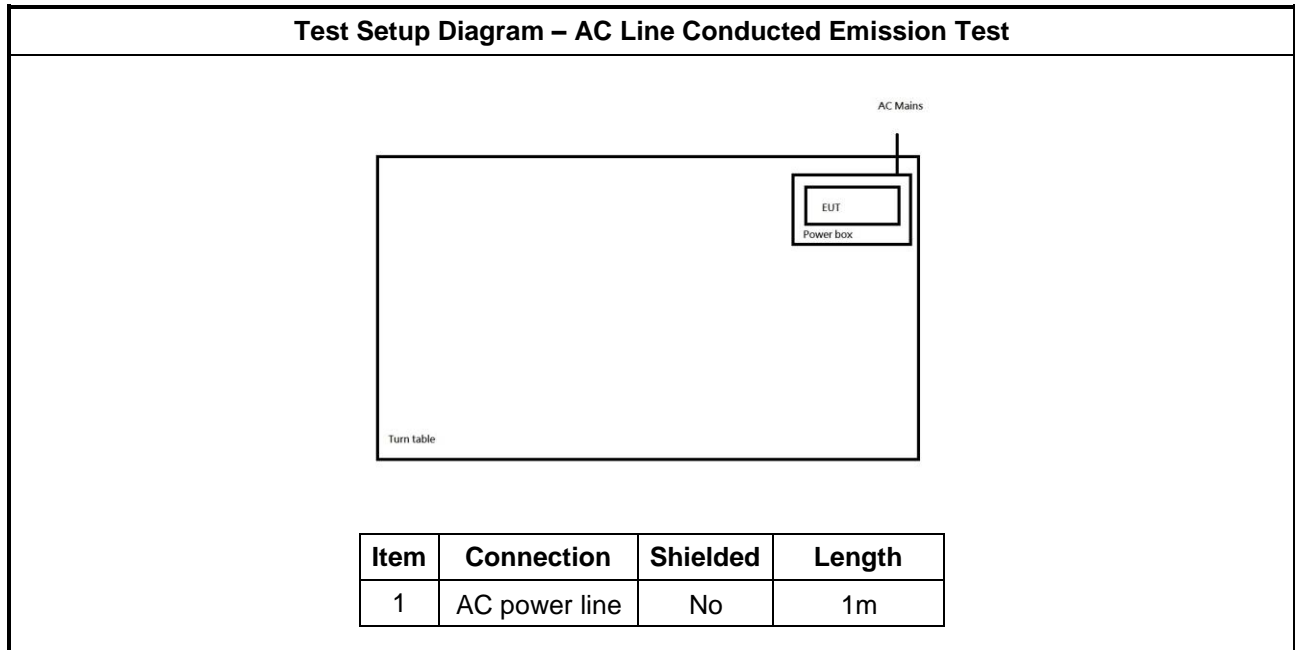 Test Setup Diagram – AC Line Conducted Emission Test
AC Mains
EUT
Power box
Turn table
Item Connection Shielded Length
1 AC power line No 1m